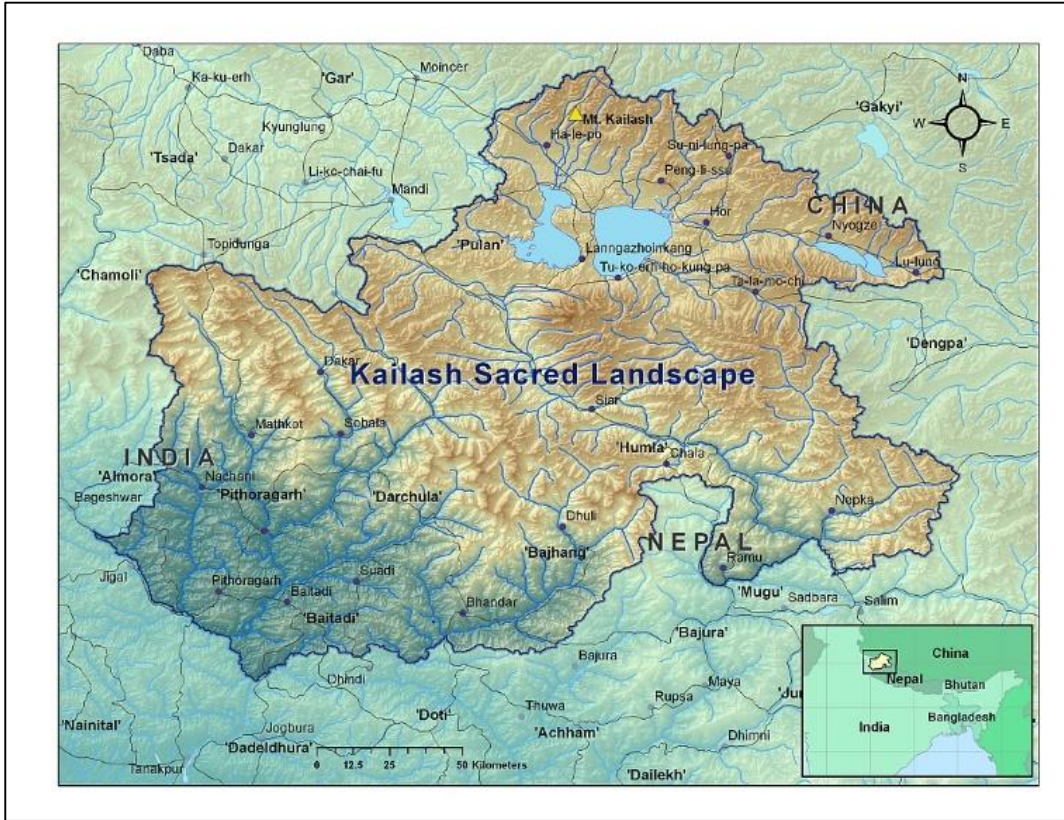 Daba
Ka-ku-erh
'Gar'
Moincer
N
'Gakyi'
W
E
S
Kyunglung
Mt. Kailash
Ha-le-po
Su-ni-lung-pa
'Tsada'
Dakar
Li-ko-chai-fu
Peng-li-ssu
Mandi
CHINA
Hor
Nyogze
Topidunga
'Pulan'
Lanngazhoinkang
Tu-ko-erh-ho-kung-pa
Lu-lung
'Chamoli'
Ta-la-mo-chi
'Dengpa'
Dakar
Kailash Sacred Landscape
Siar
Mathkot
Sobala
INDIA
'Humla'
Chala
'Almora'
Nachani
'Pithoragarh'
'Darchula'
Bageshwar
Nepka
Dhuli
'Bajhang'
NEPAL
Ramu
Jigal
Pithoragarh
Suadi
Baitadi
'Baitadi'
Bhandar
'Mugu'
Sadbara
Salim
'Bajura'
Bajura
Dhindi
Maya
'Ju
Rupsa
'Doti'
Thuwa
'Nainital'
Jogbura
'Achham'
'Dadeldhura'
Dhimni
Tanakpur
0 12.5 25 50 Kilometers
'Dailekh'
China
Nepal
Bhutan
Bangladesh
India